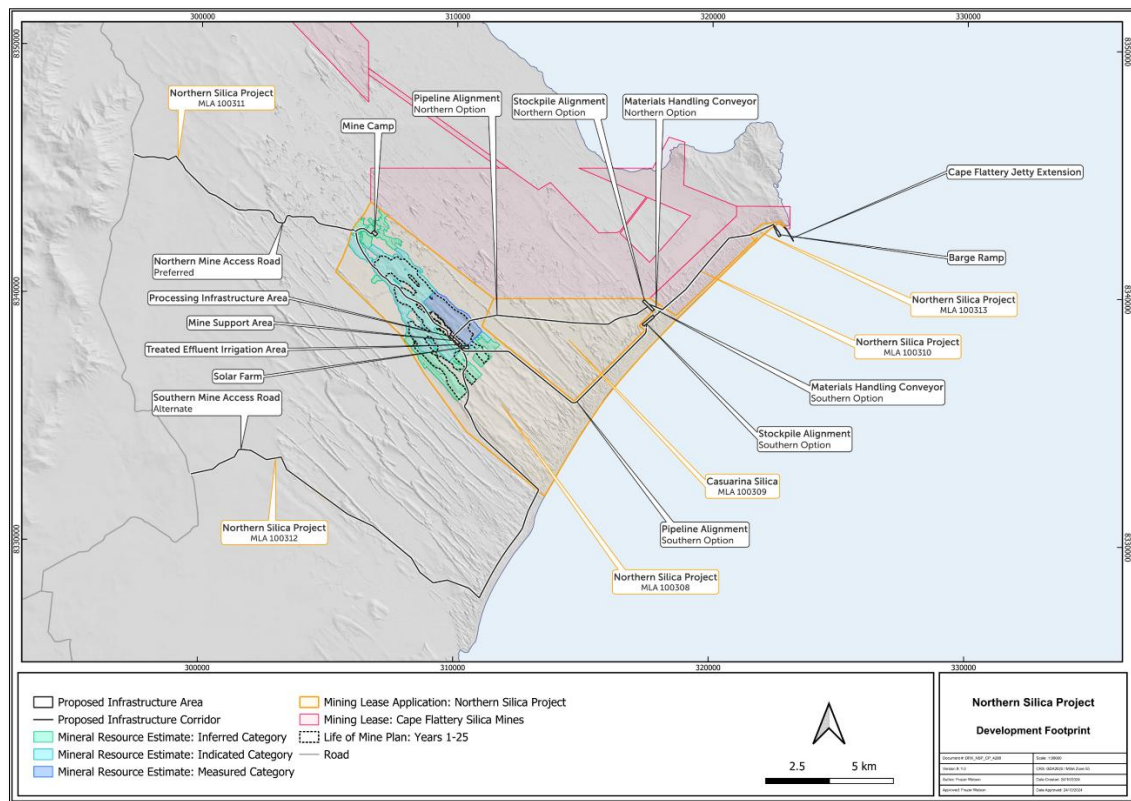 300000
310000
320000
330000
8350000
8350000
Northern Silica Project
MLA 100311
Mine Camp
Pipeline Alignment
Northern Option
Stockpile Alignment
Northern Option
Materials Handling Conveyor
Northern Option
Cape Flattery Jetty Extension
Barge Ramp
Northern Mine Access Road
Preferred
8340000
8340000
Processing Infrastructure Area
Northern Silica Project
MLA 100313
Mine Support Area
Northern Silica Project
MLA 100310
Treated Effluent Irrigation Area
Solar Farm
Materials Handling Conveyor
Southern Option
Southern Mine Access Road
Alternate
Stockpile Alignment
Southern Option
Casuarina Silica
MLA 100309
Northern Silica Project
MLA 100312
Pipeline Alignment
Southern Option
8330000
8330000
Northern Silica Project
MLA 100308
300000
310000
320000
330000
Proposed Infrastructure Area
Proposed Infrastructure Corridor
Mineral Resource Estimate: Inferred Category
Mineral Resource Estimate: Indicated Category
Mineral Resource Estimate: Measured Category
Mining Lease Application: Northern Silica Project
Mining Lease: Cape Flattery Silica Mines
Life of Mine Plan: Years 1-25
Road
2.5
5 km
Northern Silica Project
Development Footprint